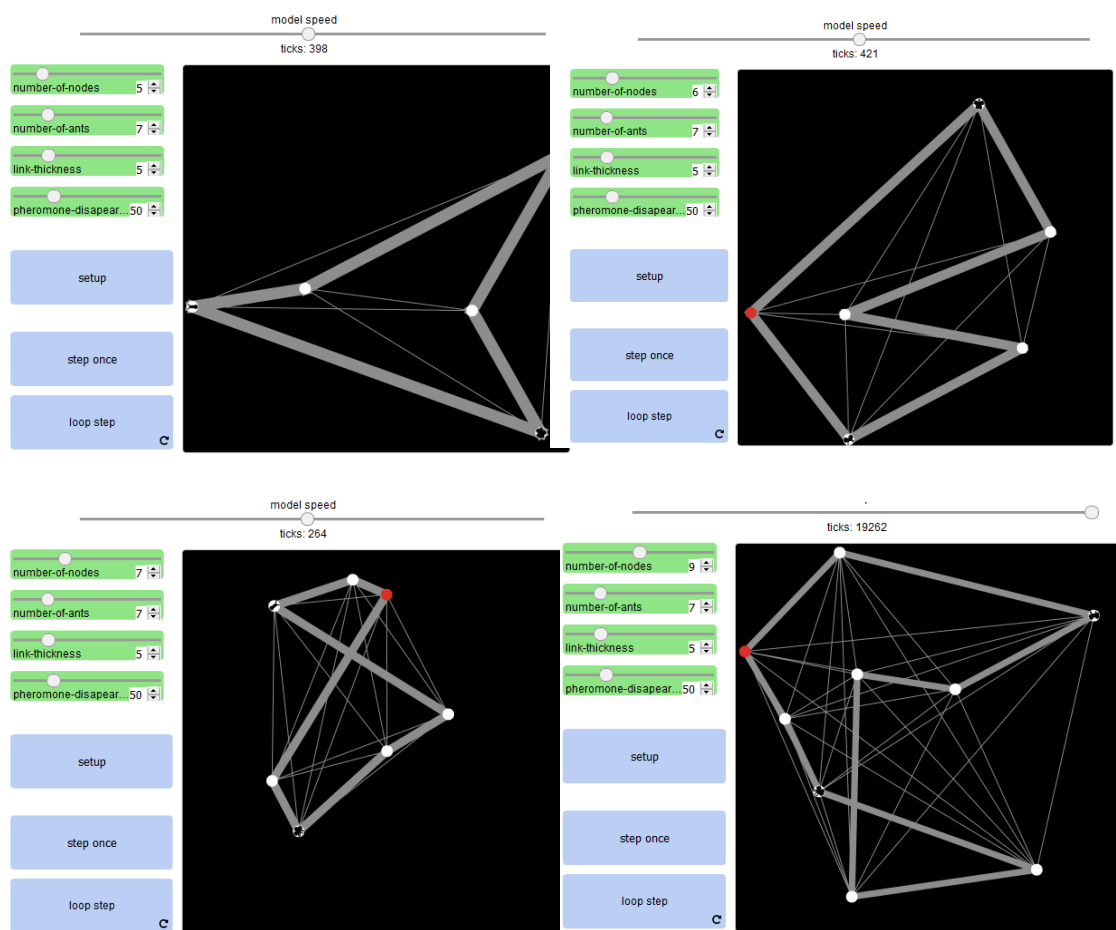 model speed
ticks: 398
number-of-nodes 5
number-of-ants 7
link-thickness 5
pheromone-disapear... 50
setup
step once
loop step
model speed
ticks: 421
number-of-nodes 6
number-of-ants 7
link-thickness 5
pheromone-disapear... 50
setup
step once
loop step
model speed
ticks: 264
number-of-nodes 7
number-of-ants 7
link-thickness 5
pheromone-disapear... 50
setup
step once
loop step
ticks: 19262
number-of-nodes 9
number-of-ants 7
link-thickness 5
pheromone-disapear... 50
setup
step once
loop step